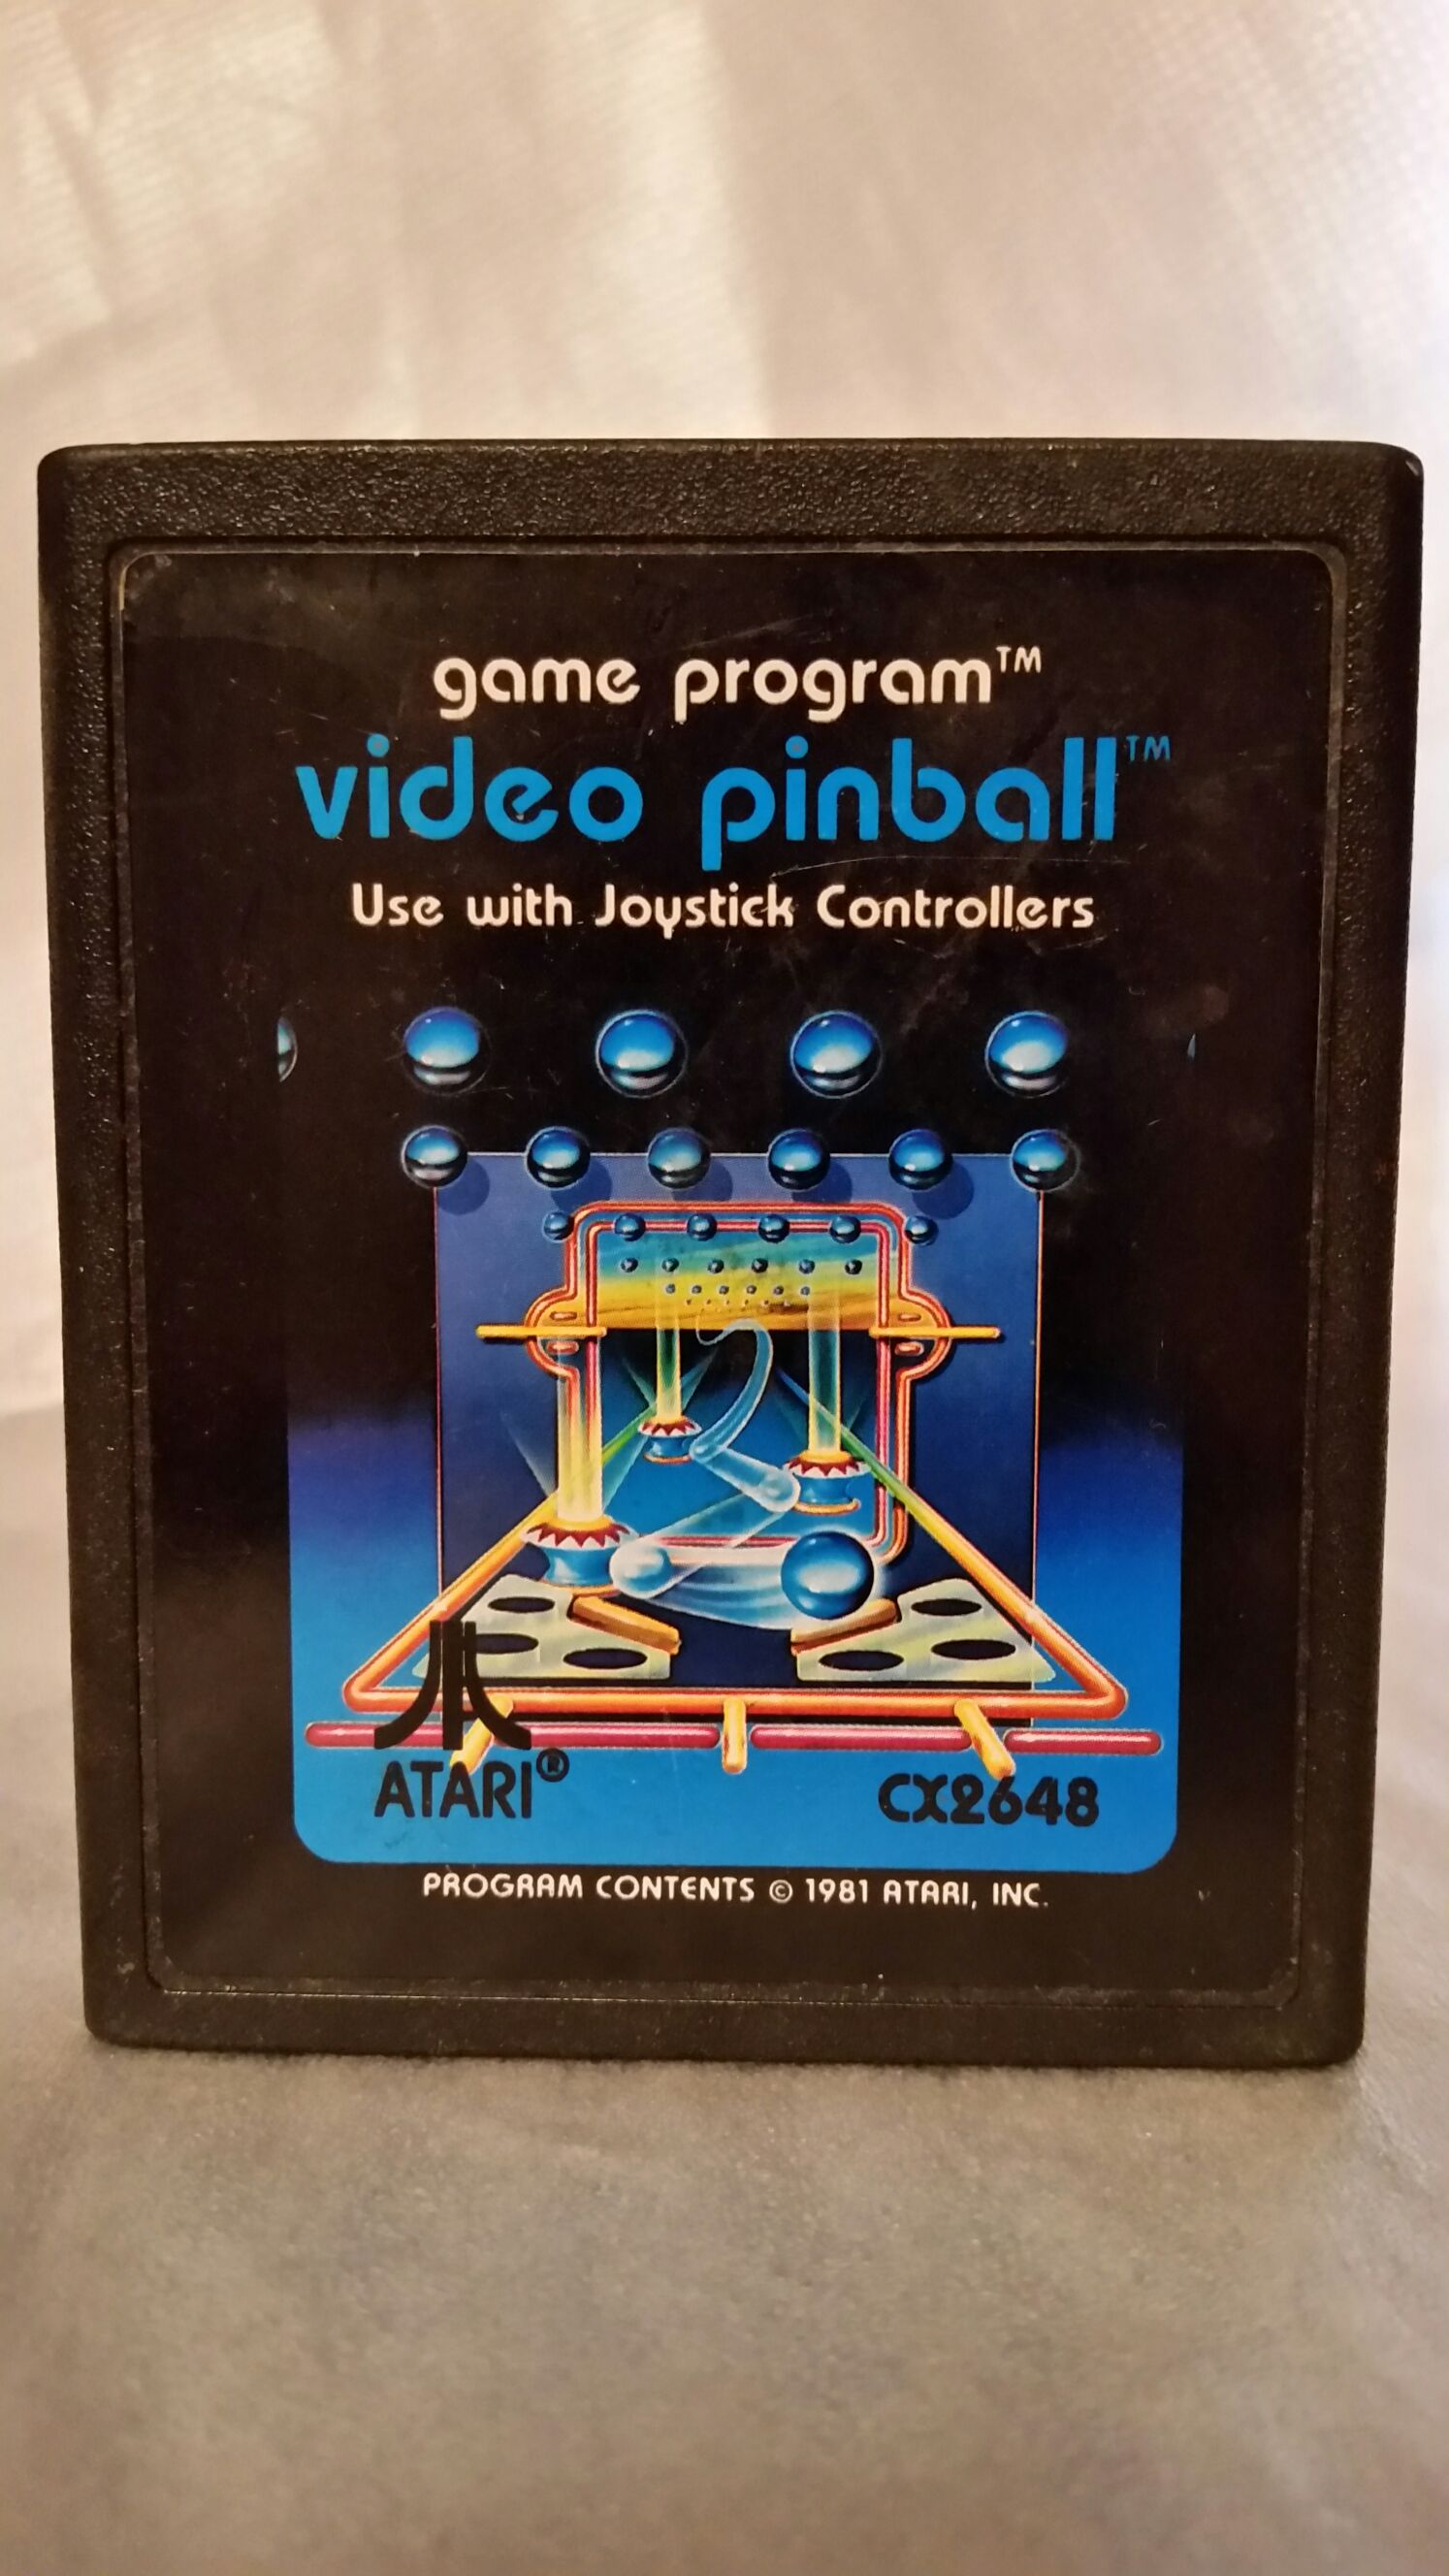 game program™
video pinball™
Use with Joystick Controllers
ATARI®
CX2648
PROGRAM CONTENTS © 1981 ATARI, INC.